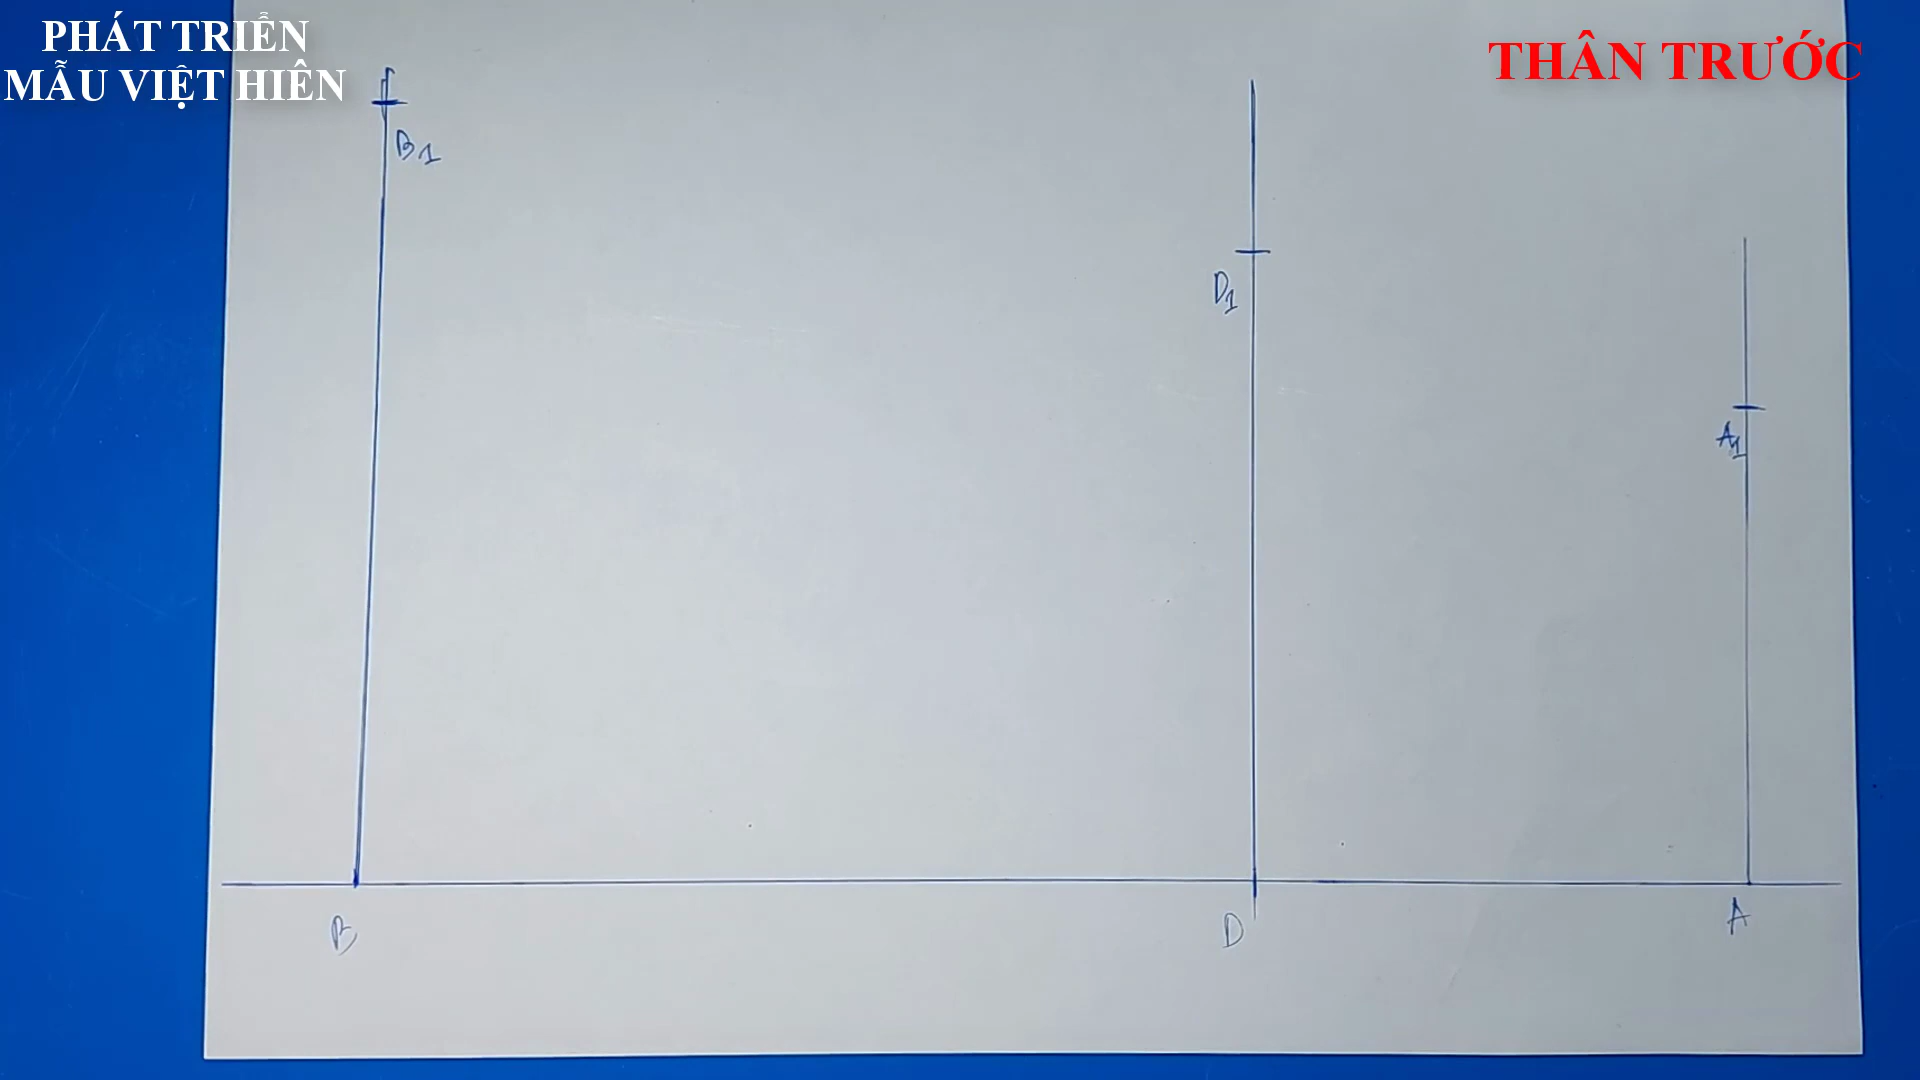 PHÁT TRIỂN
MẪU VIỆT HIÊN
THÂN TRƯỚC
B1
D1
A1
B
D
A